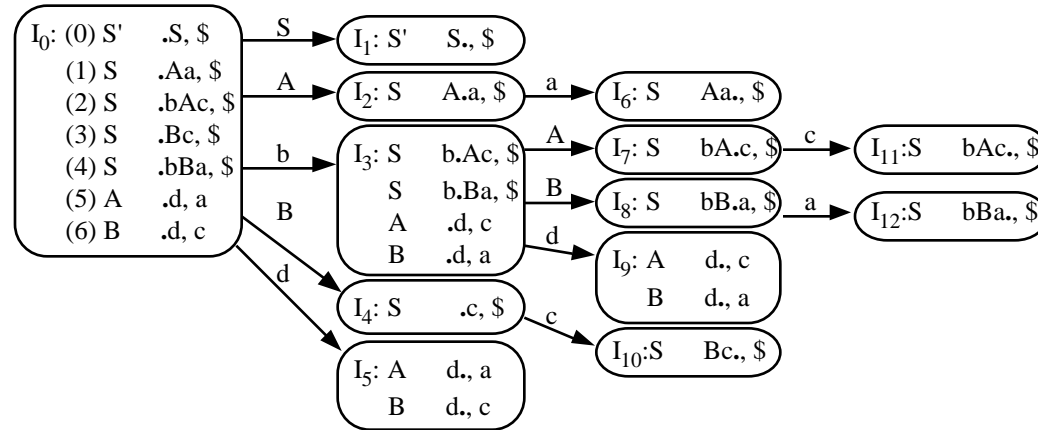 I0: (0) S' .S, $
(1) S .Aa, $
(2) S .bAc, $
(3) S .Bc, $
(4) S .bBa, $
(5) A .d, a
(6) B .d, c
S
A
b
B
d
I1: S' S., $
I2: S A.a, $
a
I6: S Aa., $
I3: S b.Ac, $
S b.Ba, $
A .d, c
B .d, a
A
B
d
I7: S bA.c, $
c
I11:S bAc., $
I8: S bB.a, $
a
I12:S bBa., $
I9: A d., c
B d., a
I4: S .c, $
c
I10:S Bc., $
I5: A d., a
B d., c